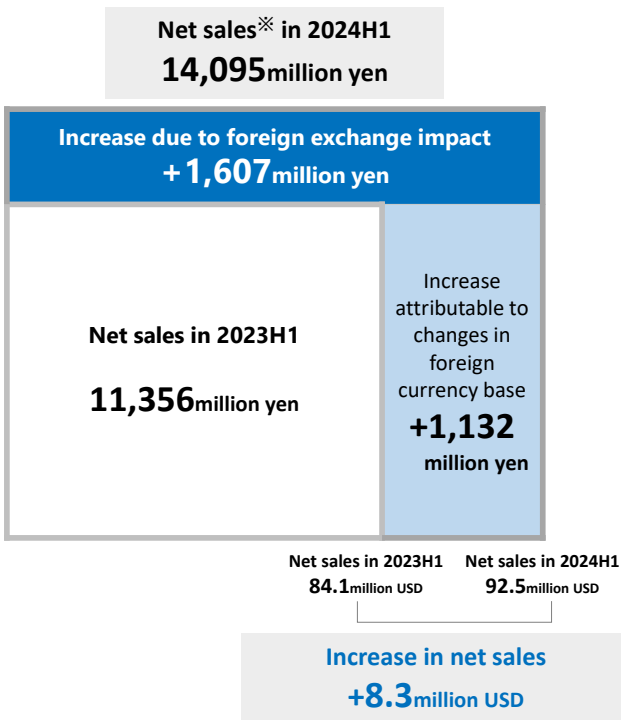 Net sales※ in 2024H1
14,095million yen
Increase due to foreign exchange impact
+1,607million yen
Net sales in 2023H1
11,356million yen
Increase
attributable to
changes in
foreign
currency base
+1,132
million yen
Net sales in 2023H1 Net sales in 2024H1
84.1million USD 92.5million USD
Increase in net sales
+8.3million USD